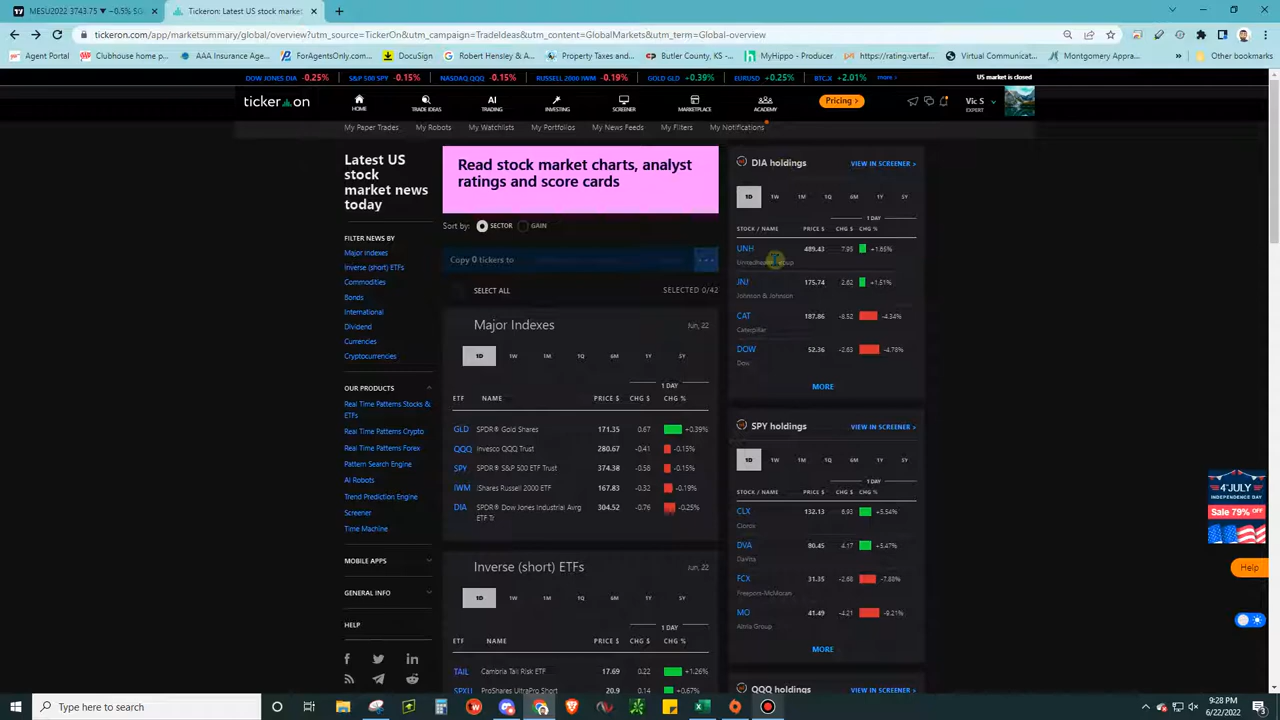 MESU2022 3743.75 ▼ −0.5% SG
Tickeron: US stock market
tickeron.com/app/marketsummary/global/overview?utm_source=TickerOn&utm_campaign=TradeIdeas&utm_content=GlobalMarkets&utm_term=Global-overview
Agent Portal
Clubhouse home p...
AAA Insurance Age...
ForAgentsOnly.com
DocuSign
Robert Hensley & A...
Property Taxes and...
Butler County, KS -...
MyHippo - Product...
https://rating.vertaf...
Virtual Communicat...
Montgomery Appra...
Other bookmarks
DOW JONES DIA -0.25% S&P 500 SPY -0.15% NASDAQ QQQ -0.15% RUSSELL 2000 IWM -0.19% GOLD GLD +0.39% EURUSD +0.25% BTC.X +2.01% more > US market is closed
tickeron
HOME
TRADE IDEAS
AI
TRADING
INVESTING
SCREENER
MARKETPLACE
ACADEMY
Pricing >
Vic S
EXPERT
My Paper Trades My Robots My Watchlists My Portfolios My News Feeds My Filters My Notifications
Latest US
stock
market news
today
FILTER NEWS BY
Major indexes
Inverse (short) ETFs
Commodities
Bonds
International
Dividend
Currencies
Cryptocurrencies
OUR PRODUCTS
Real Time Patterns Stocks &
ETFs
Real Time Patterns Crypto
Real Time Patterns Forex
Pattern Search Engine
AI Robots
Trend Prediction Engine
Screener
Time Machine
MOBILE APPS
GENERAL INFO
HELP
Read stock market charts, analyst
ratings and score cards
Sort by: SECTOR GAIN
Copy 0 tickers to ...
SELECT ALL SELECTED 0/42
Major Indexes Jun, 22
1D 1W 1M 1Q 6M 1Y 5Y
1 DAY
ETF NAME PRICE $ CHG $ CHG %
GLD SPDR® Gold Shares 171.35 0.67 +0.39%
QQQ Invesco QQQ Trust 280.67 -0.41 -0.15%
SPY SPDR® S&P 500 ETF Trust 374.38 -0.58 -0.15%
IWM iShares Russell 2000 ETF 167.83 -0.32 -0.19%
DIA SPDR® Dow Jones Industrial Avrg 304.52 -0.76 -0.25%
ETF Tr
Inverse (short) ETFs Jun, 22
1D 1W 1M 1Q 6M 1Y 5Y
1 DAY
ETF NAME PRICE $ CHG $ CHG %
TAIL Cambria Tail Risk ETF 17.69 0.22 +1.26%
SPXU ProShares UltraPro Short 20.9 0.14 +0.67%
DIA holdings VIEW IN SCREENER >
1D 1W 1M 1Q 6M 1Y 5Y
1 DAY
STOCK / NAME PRICE $ CHG $ CHG %
UNH 489.43 7.95 +1.65%
UnitedHealth Group
JNJ 175.74 2.62 +1.51%
Johnson & Johnson
CAT 187.86 -8.52 -4.34%
Caterpillar
DOW 52.36 -2.63 -4.78%
Dow
MORE
SPY holdings VIEW IN SCREENER >
1D 1W 1M 1Q 6M 1Y 5Y
1 DAY
STOCK / NAME PRICE $ CHG $ CHG %
CLX 132.13 6.93 +5.54%
Clorox
DVA 80.45 4.17 +5.47%
DaVita
FCX 31.35 -2.68 -7.88%
Freeport-McMoran
MO 41.49 -4.21 -9.21%
Altria Group
MORE
QQQ holdings VIEW IN SCREENER >
4th JULY
INDEPENDENCE DAY
Sale 79% OFF
Help
Type here to search
9:28 PM
6/22/2022
3